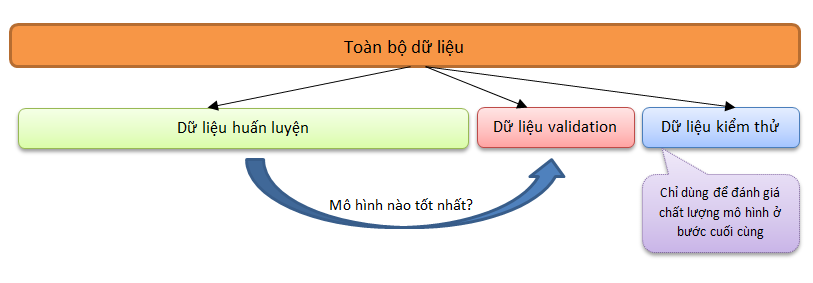 Toàn bộ dữ liệu
Dữ liệu huấn luyện
Dữ liệu validation
Dữ liệu kiểm thử
Mô hình nào tốt nhất?
Chỉ dùng để đánh giá
chất lượng mô hình ở
bước cuối cùng